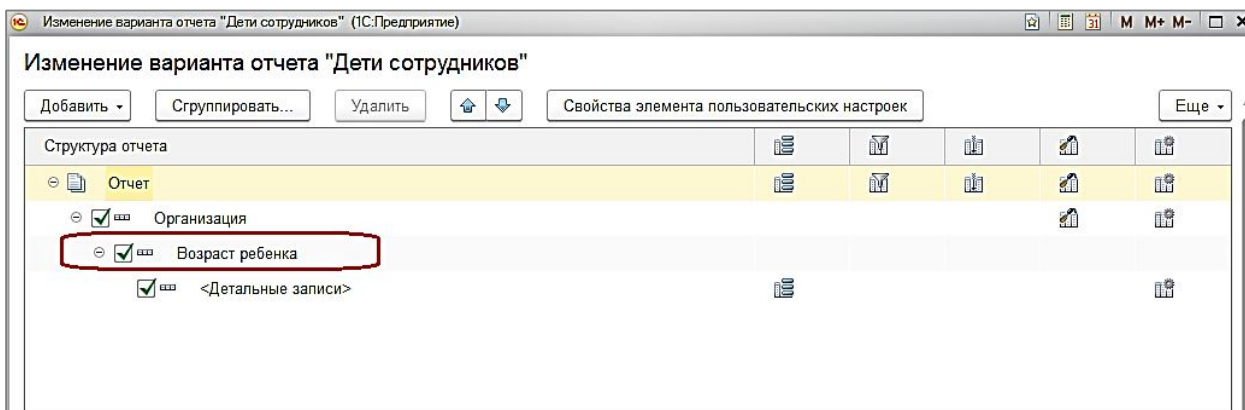 Изменение варианта отчета "Дети сотрудников" (1С:Предприятие)
31 M M+ M-
Изменение варианта отчета "Дети сотрудников"
Добавить Сгруппировать... Удалить Свойства элемента пользовательских настроек Еще
Структура отчета
Отчет
Организация
Возраст ребенка
<Детальные записи>